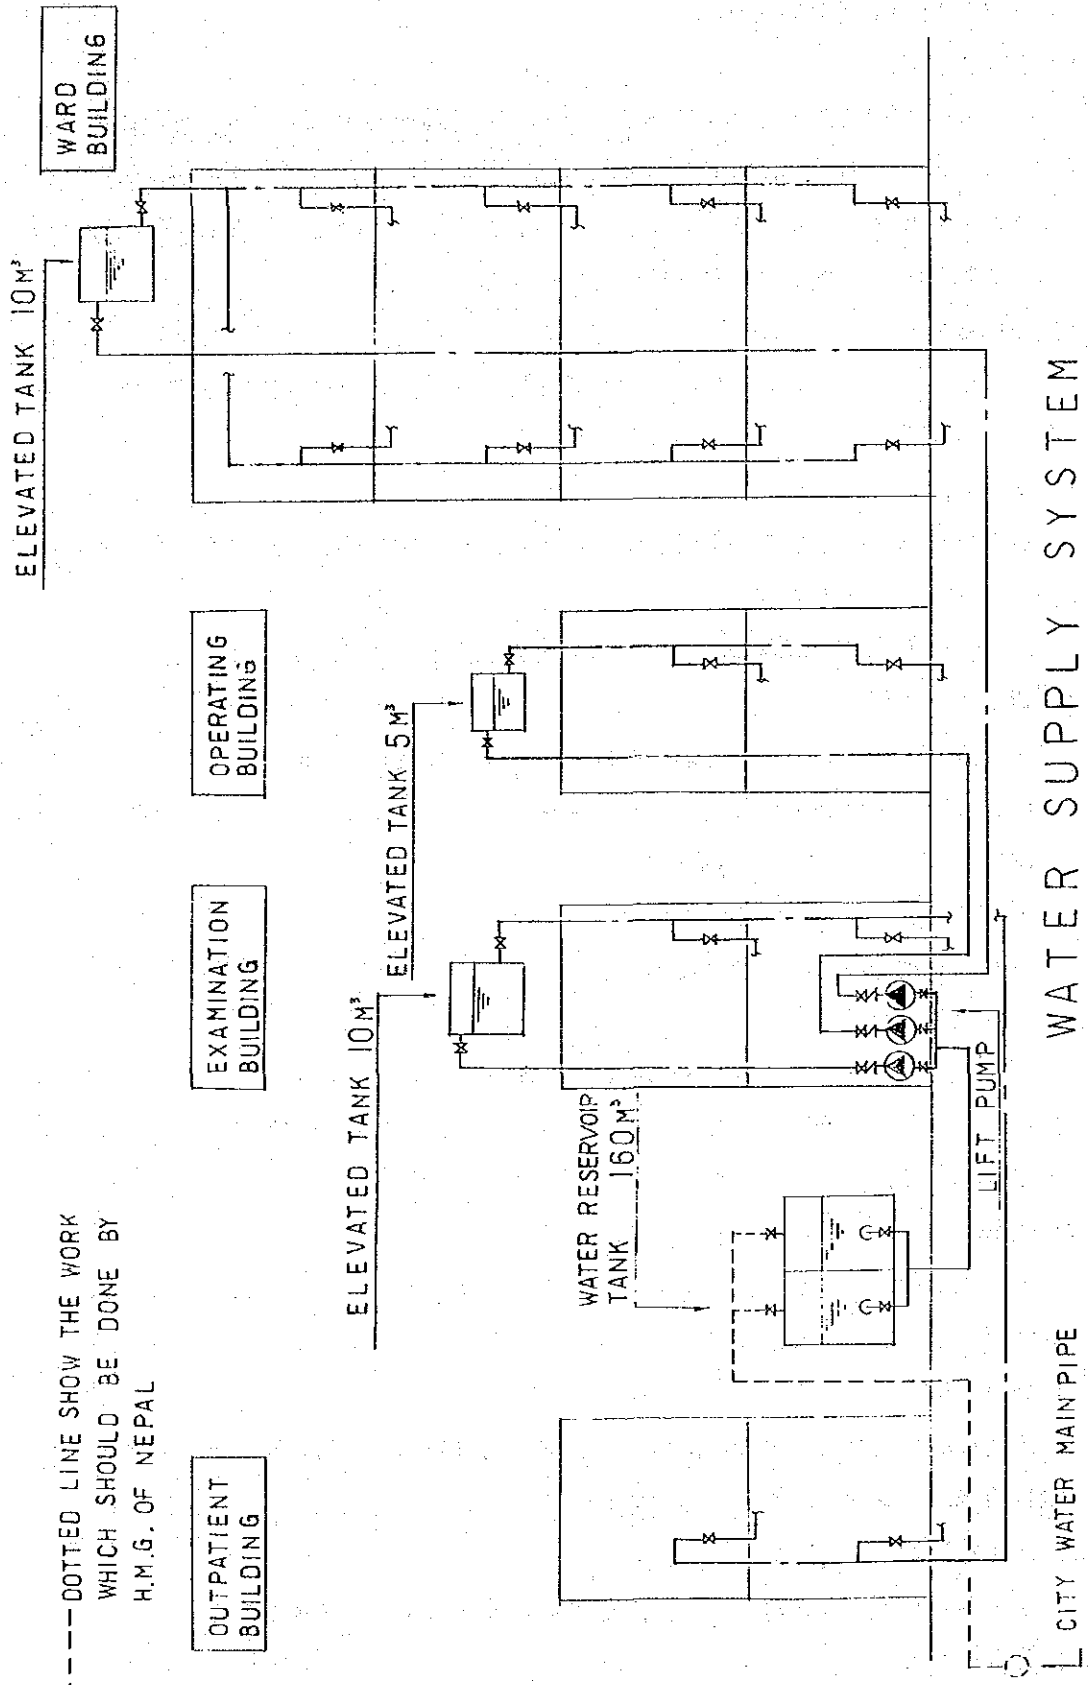 ---- DOTTED LINE SHOW THE WORK
WHICH SHOULD BE DONE BY
H.M.G. OF NEPAL
OUTPATIENT
BUILDING
EXAMINATION
BUILDING
OPERATING
BUILDING
WARD
BUILDING
ELEVATED TANK 10M³
ELEVATED TANK 5M³
ELEVATED TANK 10M³
WATER RESERVOIR
TANK 160M³
LIFT PUMP
CITY WATER MAIN PIPE
WATER SUPPLY SYSTEM